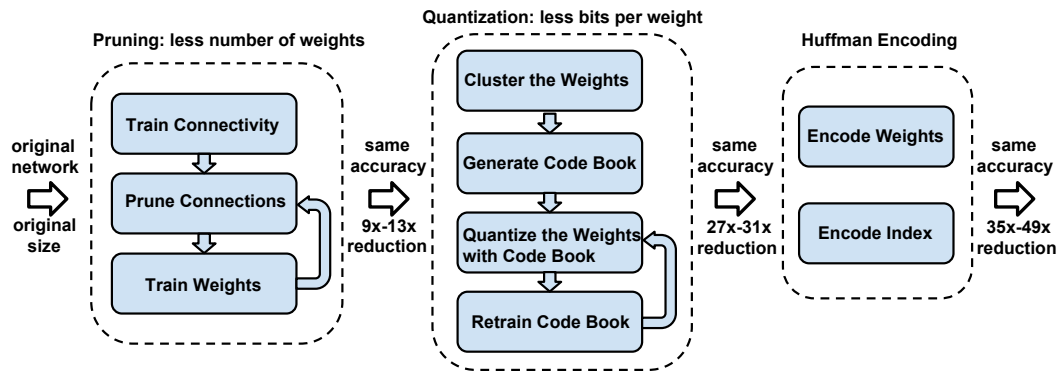 Quantization: less bits per weight
Pruning: less number of weights
Huffman Encoding
original
network
original
size
Train Connectivity
Prune Connections
Train Weights
same
accuracy
9x-13x
reduction
Cluster the Weights
Generate Code Book
Quantize the Weights
with Code Book
Retrain Code Book
same
accuracy
27x-31x
reduction
Encode Weights
Encode Index
same
accuracy
35x-49x
reduction